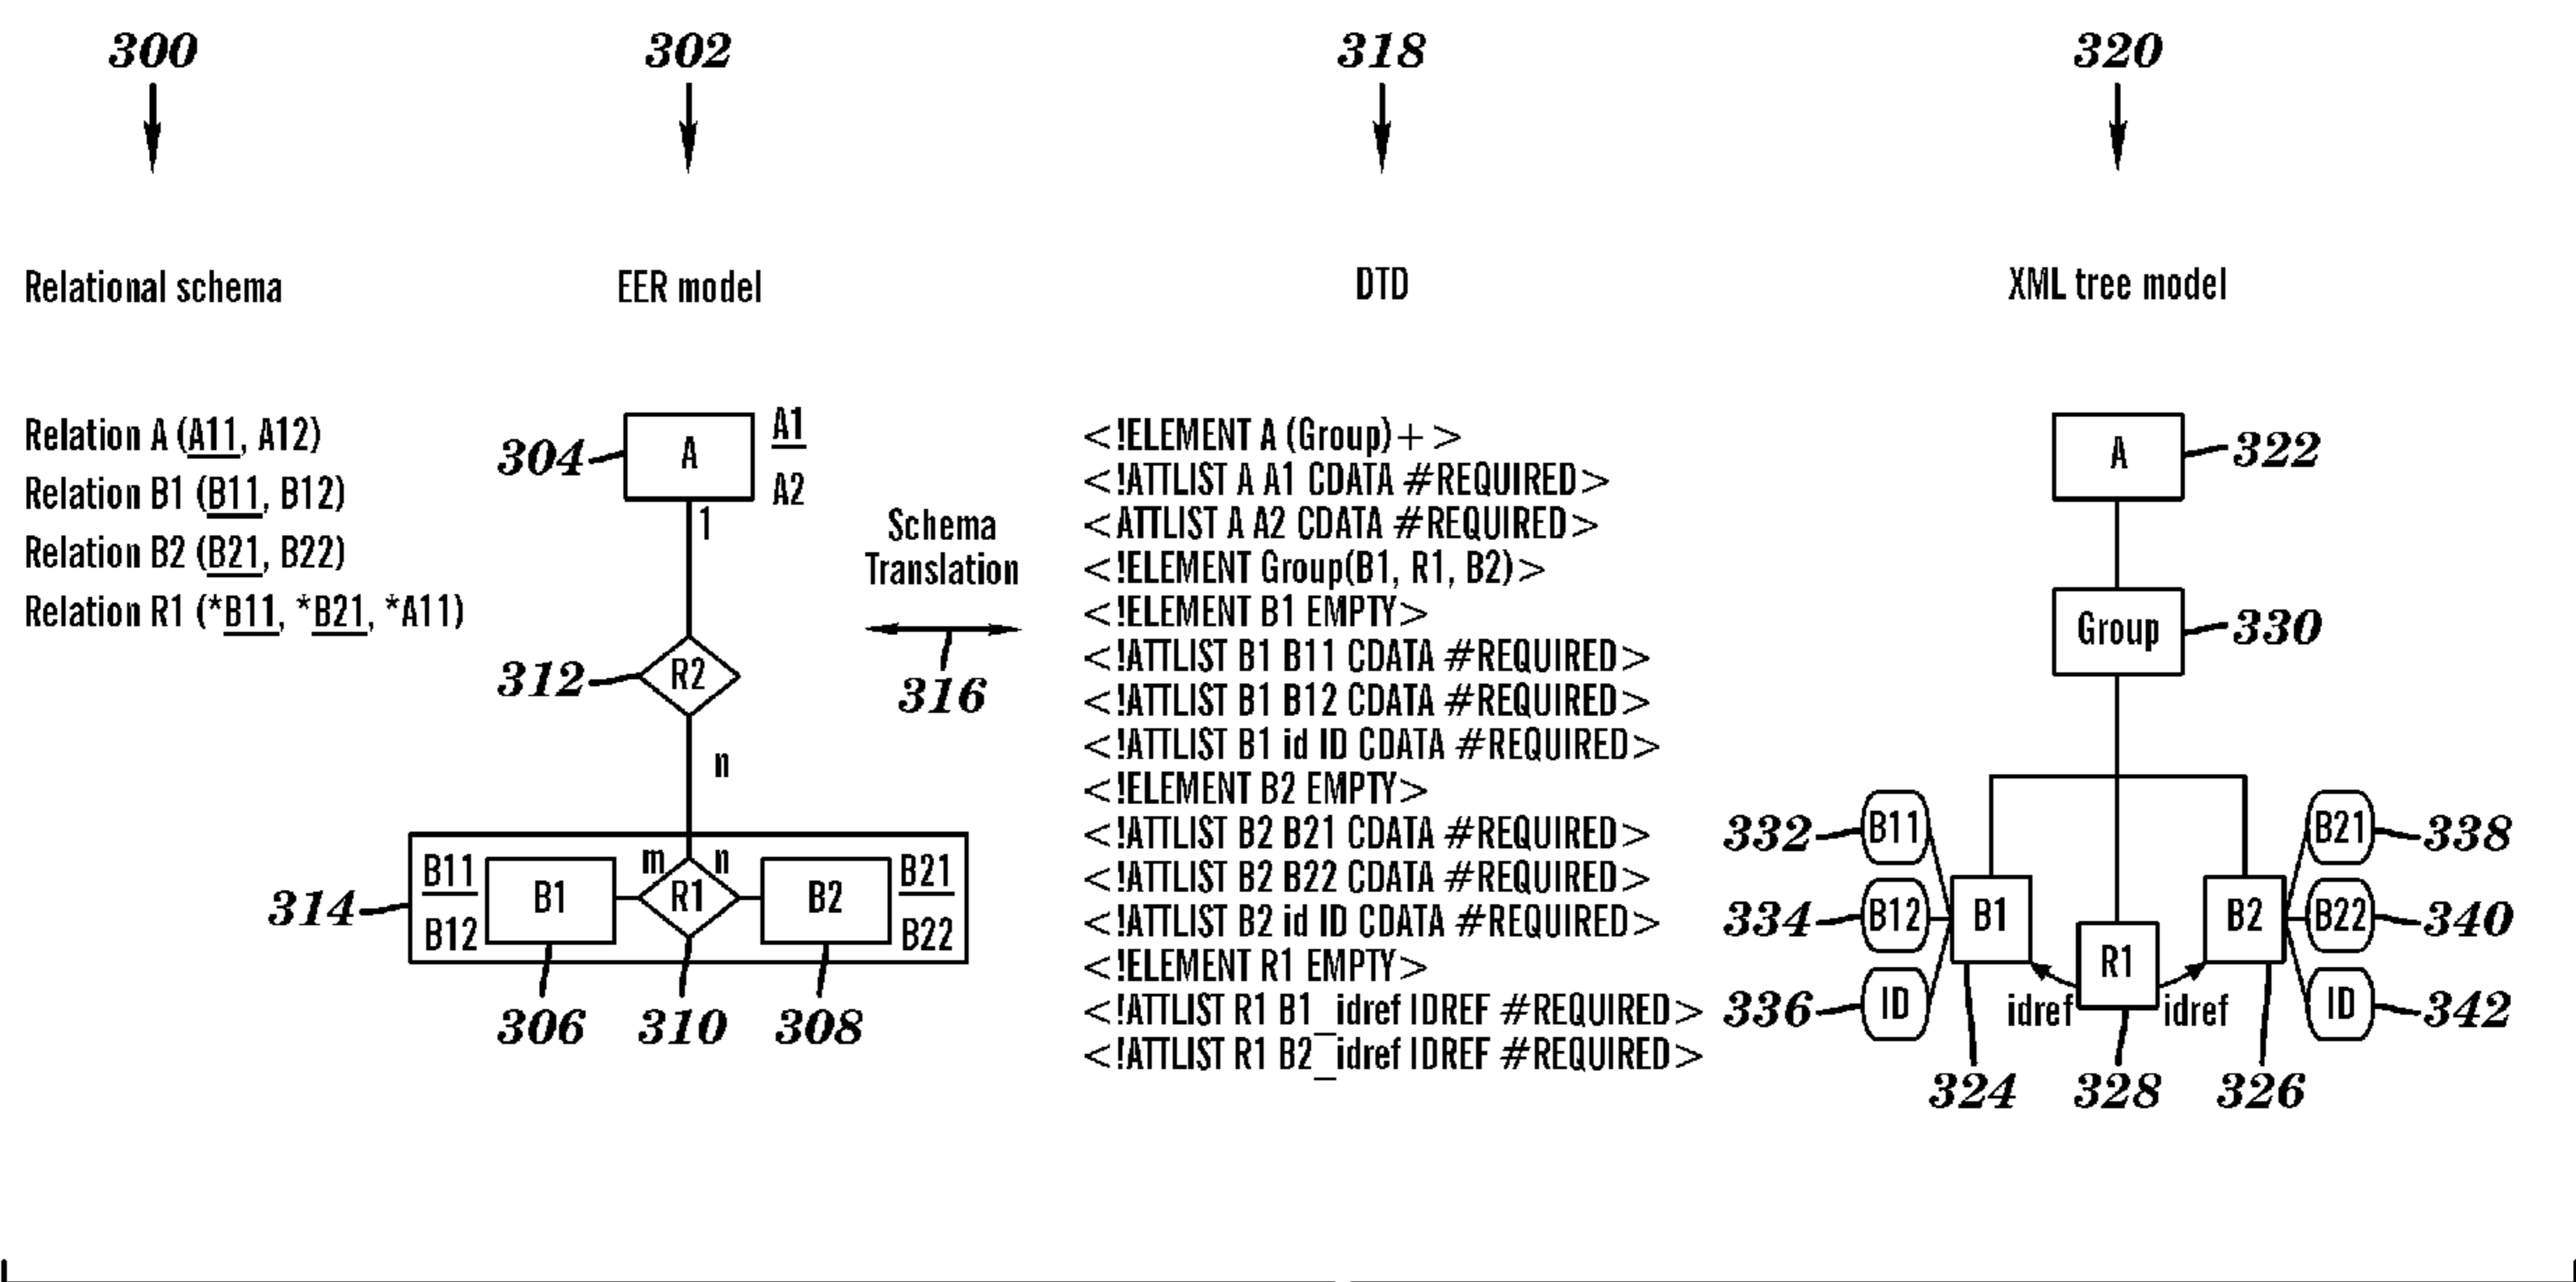 300
302
318
320
Relational schema
EER model
DTD
XML tree model
Relation A (A11, A12)
Relation B1 (B11, B12)
Relation B2 (B21, B22)
Relation R1 (*B11, *B21, *A11)
304
A
A1
A2
1
312
R2
n
314
B11
B12
B1
m
n
R1
B2
B21
B22
306
310
308
Schema
Translation
316
<!ELEMENT A (Group)+>
<!ATTLIST A A1 CDATA #REQUIRED>
<ATTLIST A A2 CDATA #REQUIRED>
<!ELEMENT Group(B1, R1, B2)>
<!ELEMENT B1 EMPTY>
<!ATTLIST B1 B11 CDATA #REQUIRED>
<!ATTLIST B1 B12 CDATA #REQUIRED>
<!ATTLIST B1 id ID CDATA #REQUIRED>
<!ELEMENT B2 EMPTY>
<!ATTLIST B2 B21 CDATA #REQUIRED>
<!ATTLIST B2 B22 CDATA #REQUIRED>
<!ATTLIST B2 id ID CDATA #REQUIRED>
<!ELEMENT R1 EMPTY>
<!ATTLIST R1 B1_idref IDREF #REQUIRED>
<!ATTLIST R1 B2_idref IDREF #REQUIRED>
A
322
Group
330
332
B11
B21
338
334
B12
B1
B2
B22
340
R1
336
ID
idref
idref
ID
342
324
328
326